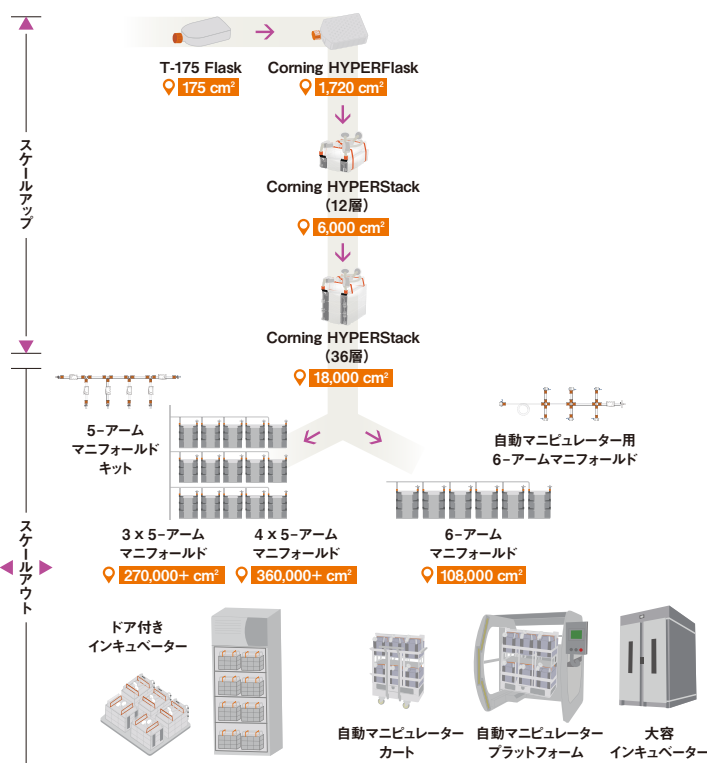 T-175 Flask
175 cm²
Corning HYPERFlask
1,720 cm²
スケールアップ
Corning HYPERStack
（12層）
6,000 cm²
Corning HYPERStack
（36層）
18,000 cm²
スケールアウト
5-アーム
マニフォールド
キット
自動マニピュレーター用
6-アームマニフォールド
3 x 5-アーム
マニフォールド
270,000+ cm²
4 x 5-アーム
マニフォールド
360,000+ cm²
6-アーム
マニフォールド
108,000 cm²
ドア付き
インキュベーター
自動マニピュレーター
カート
自動マニピュレーター
プラットフォーム
大容
インキュベーター